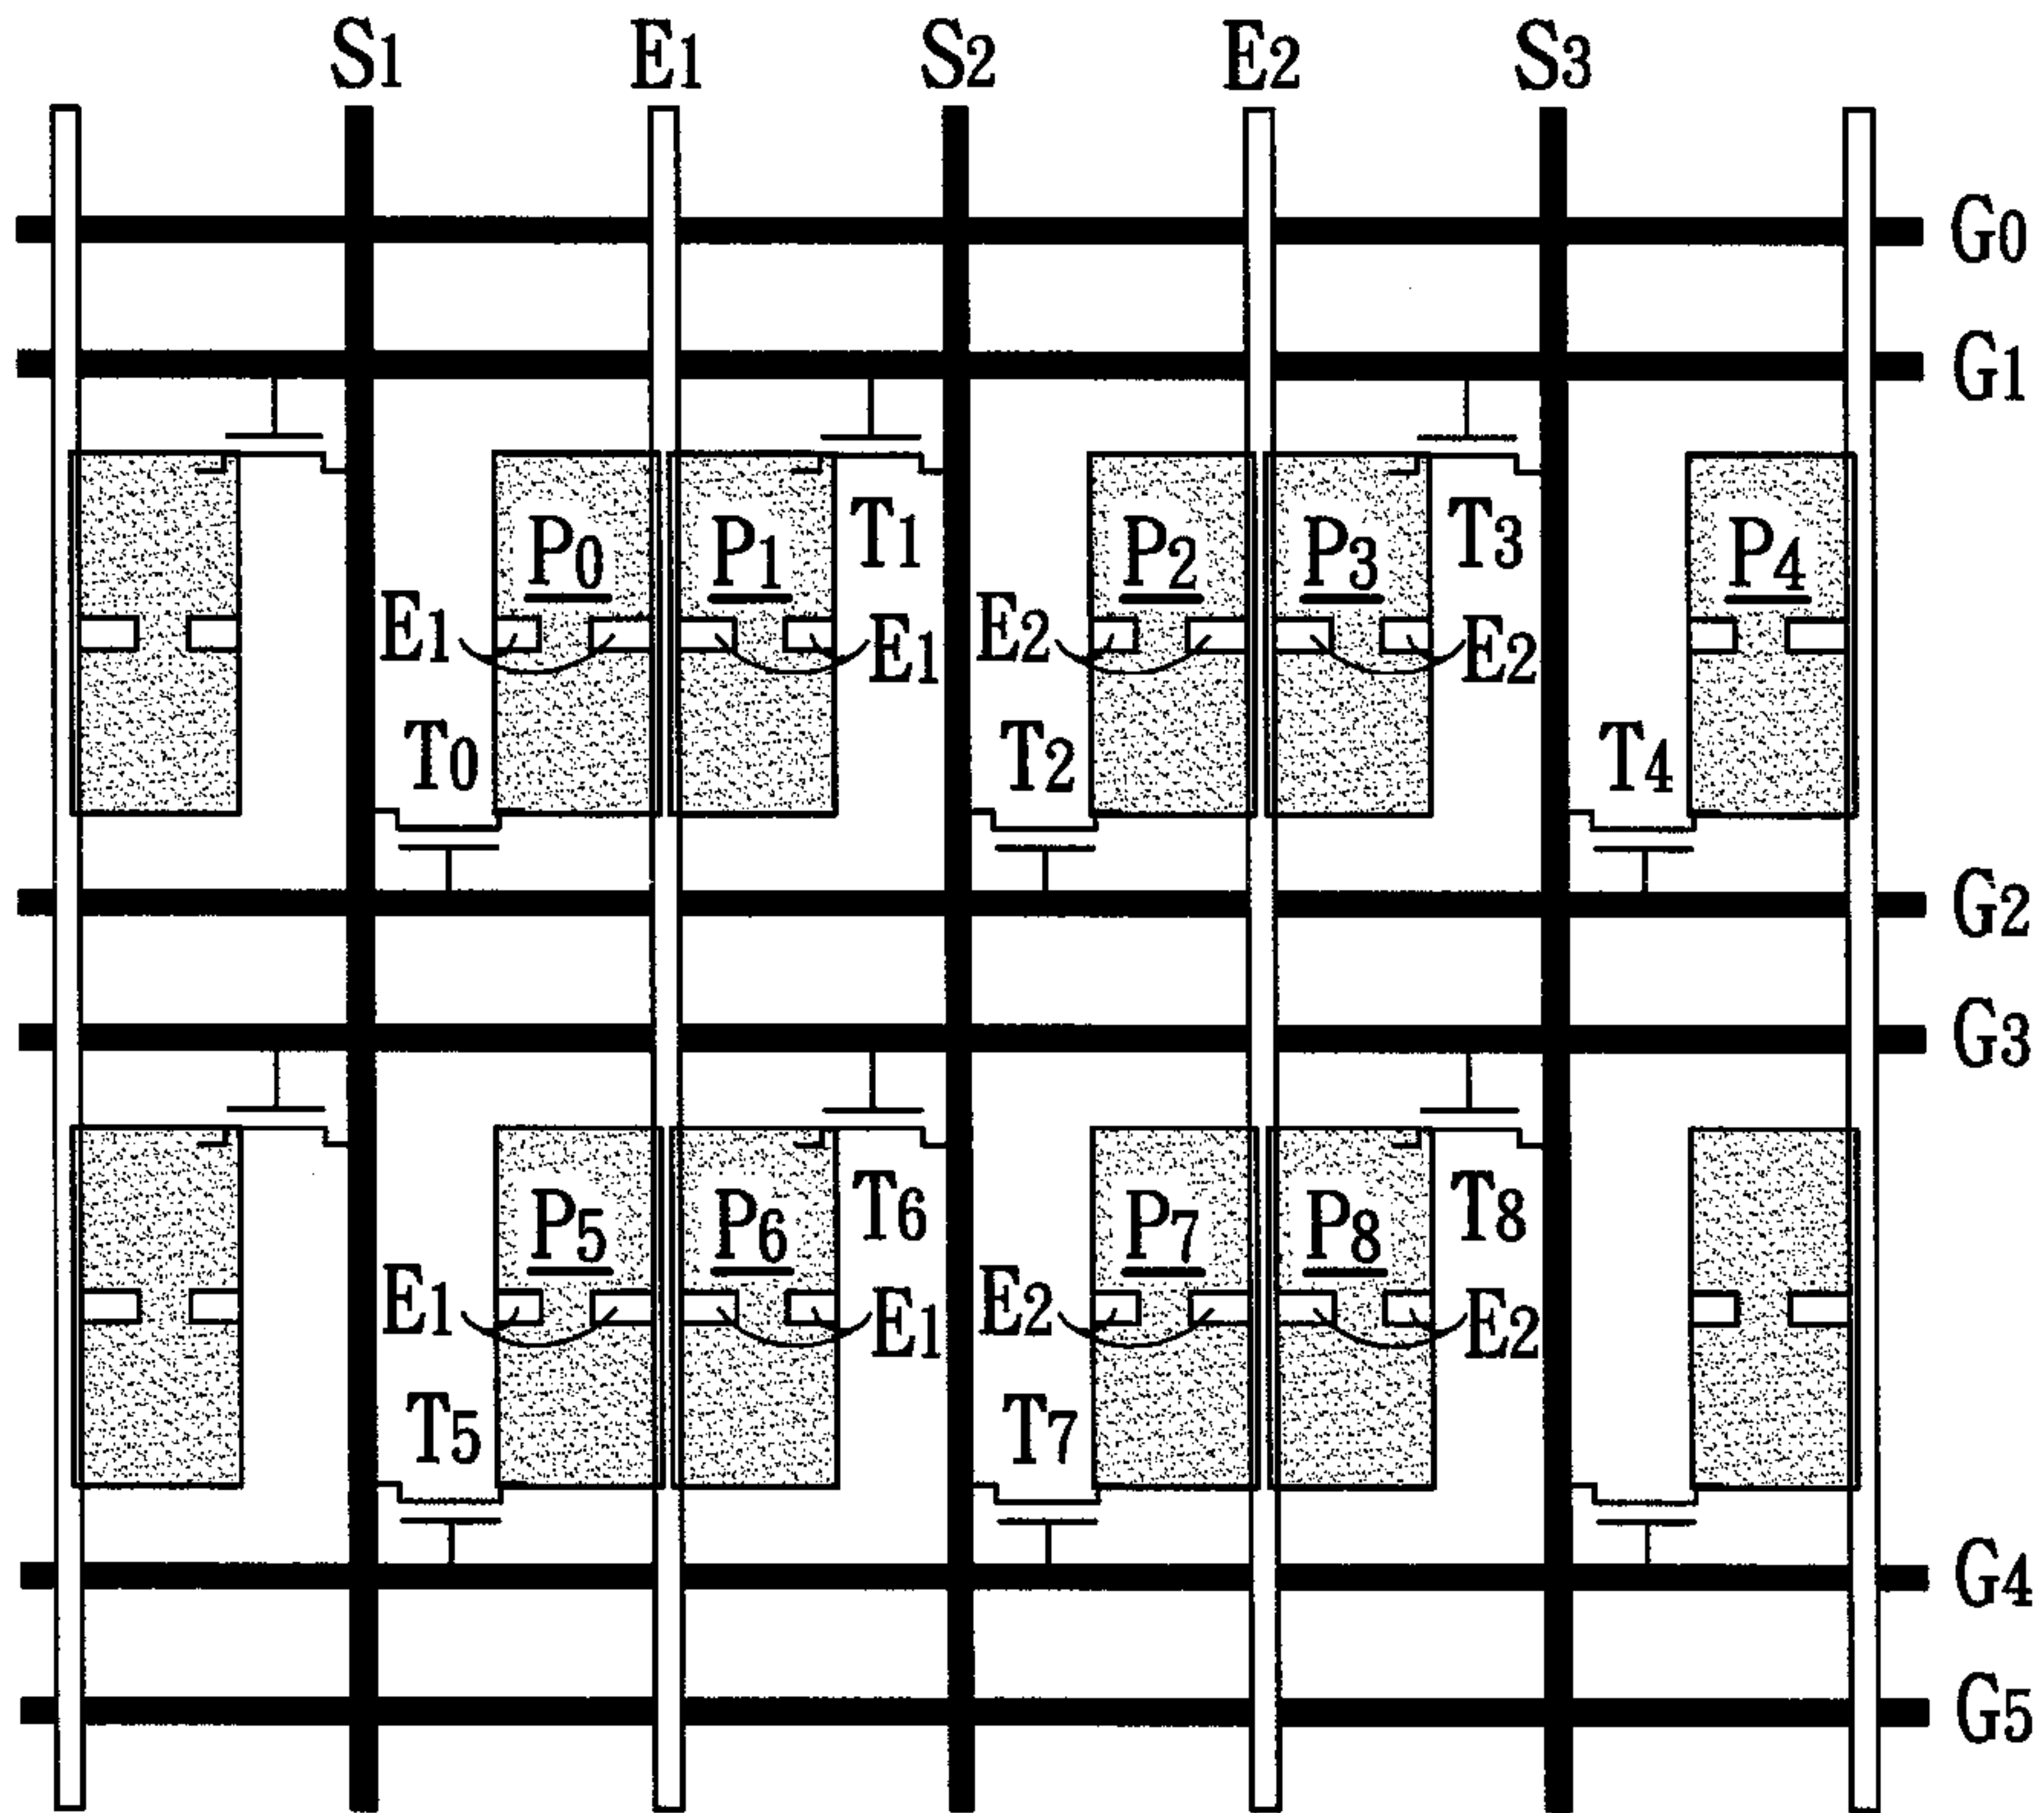 S1 E1 S2 E2 S3
G0
G1
P0 P1 T1 P2 P3 T3 P4
E1 E1 E2 E2
T0 T2 T4
G2
G3
P5 P6 T6 P7 P8 T8
E1 E1 E2 E2
T5 T7
G4
G5